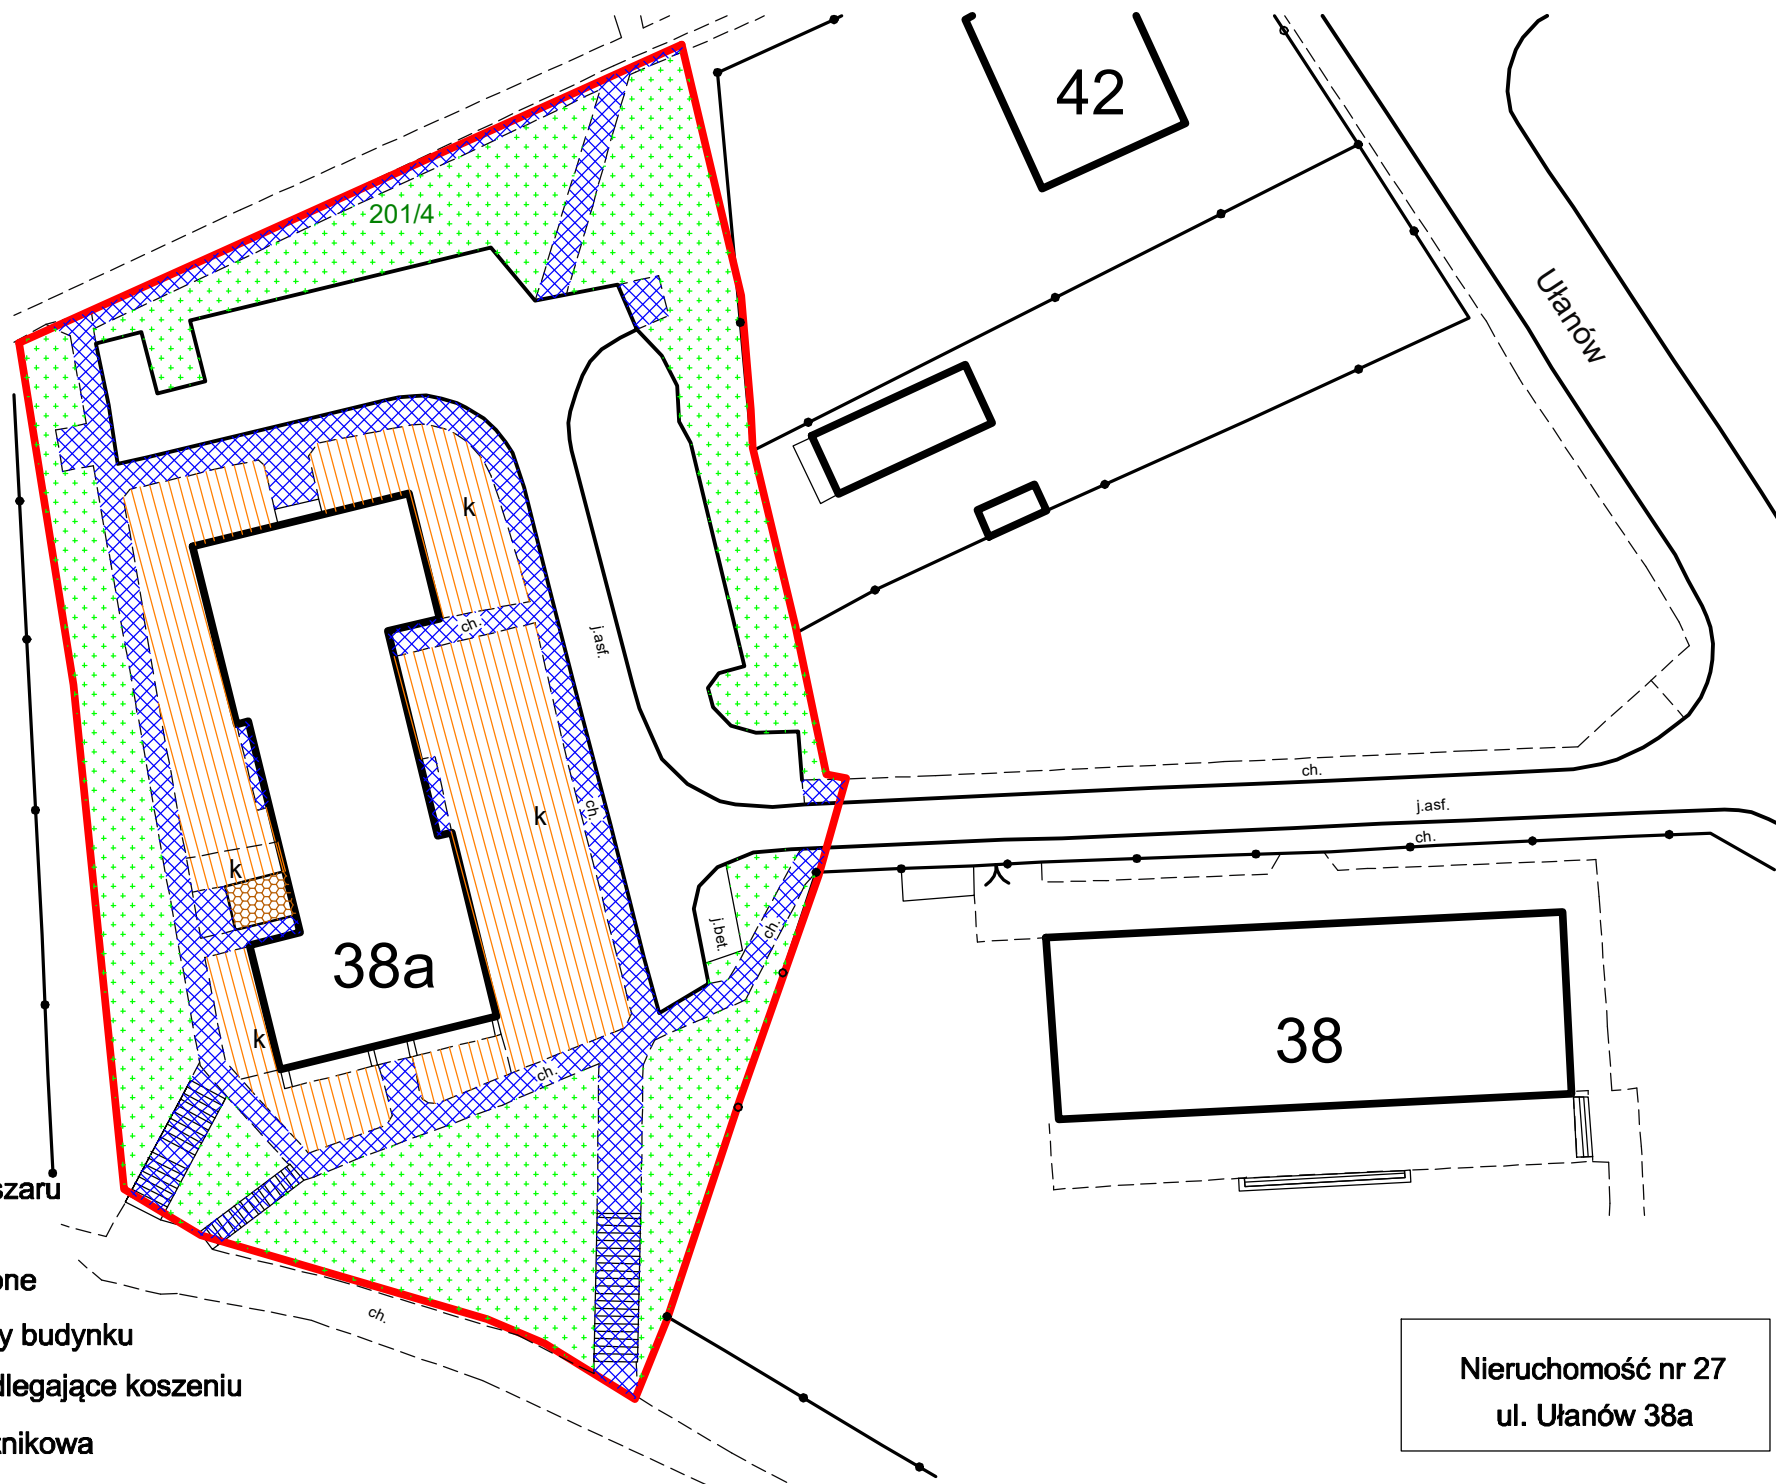 42
201/4
Ułanów
k
ch.
j.asf.
ch.
j.asf.
ch.
k
ch.
k
38a
j.bet.
ch.
38
k
ch.
szaru
one
ch.
y budynku
dlegające koszeniu
nikowa
Nieruchomość nr 27
ul. Ułanów 38a